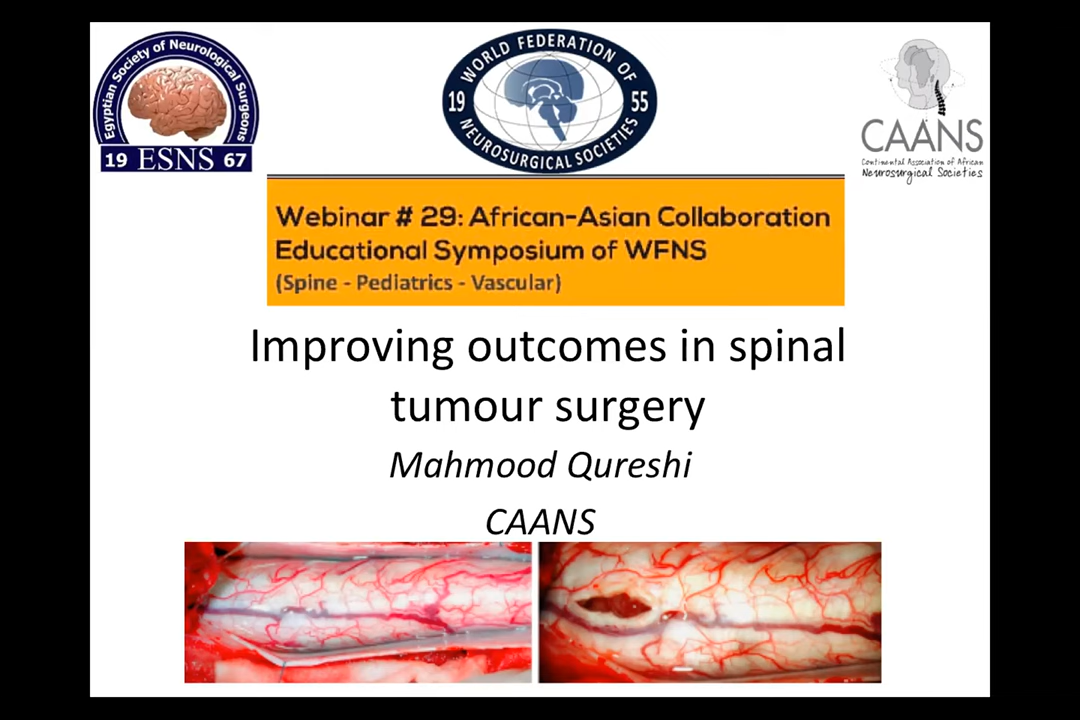 Egyptian Society of Neurological Surgeons
19 ESNS 67
WORLD FEDERATION OF
19 55
NEUROSURGICAL SOCIETIES
CAANS
Continental Association of African
Neurosurgical Societies
Webinar # 29: African-Asian Collaboration
Educational Symposium of WFNS
(Spine - Pediatrics - Vascular)
Improving outcomes in spinal
tumour surgery
Mahmood Qureshi
CAANS